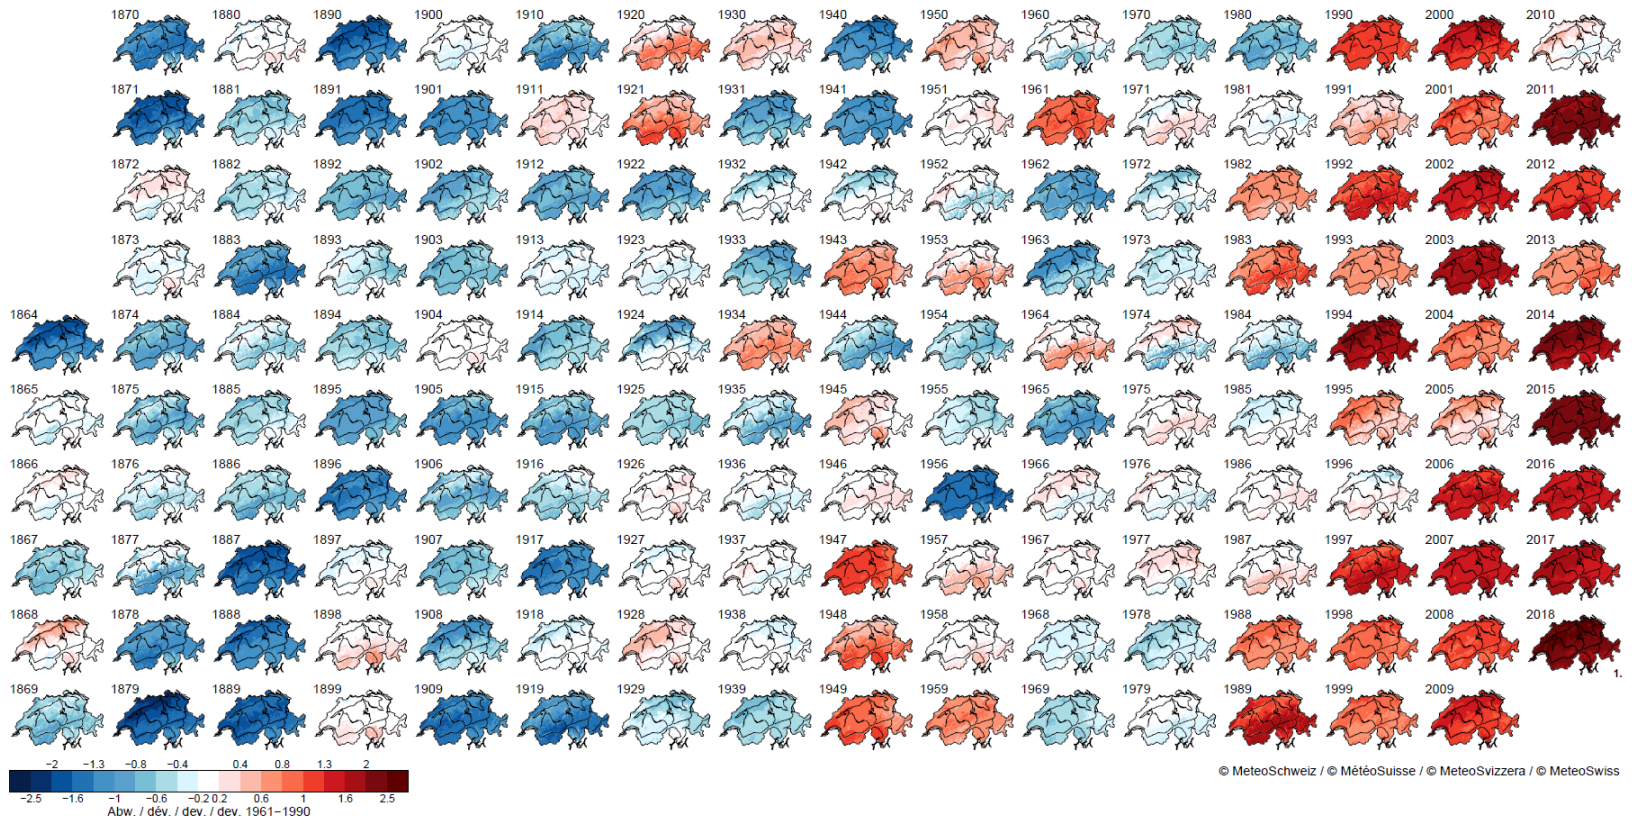 1870 1880 1890 1900 1910 1920 1930 1940 1950 1960 1970 1980 1990 2000 2010
1871 1881 1891 1901 1911 1921 1931 1941 1951 1961 1971 1981 1991 2001 2011
1872 1882 1892 1902 1912 1922 1932 1942 1952 1962 1972 1982 1992 2002 2012
1873 1883 1893 1903 1913 1923 1933 1943 1953 1963 1973 1983 1993 2003 2013
1864 1874 1884 1894 1904 1914 1924 1934 1944 1954 1964 1974 1984 1994 2004 2014
1865 1875 1885 1895 1905 1915 1925 1935 1945 1955 1965 1975 1985 1995 2005 2015
1866 1876 1886 1896 1906 1916 1926 1936 1946 1956 1966 1976 1986 1996 2006 2016
1867 1877 1887 1897 1907 1917 1927 1937 1947 1957 1967 1977 1987 1997 2007 2017
1868 1878 1888 1898 1908 1918 1928 1938 1948 1958 1968 1978 1988 1998 2008 2018
1.
1869 1879 1889 1899 1909 1919 1929 1939 1949 1959 1969 1979 1989 1999 2009
−2 −1.3 −0.8 −0.4 0.4 0.8 1.3 2
−2.5 −1.6 −1 −0.6 −0.2 0.2 0.6 1 1.6 2.5
Abw. / dév. / dev. / dev. 1961−1990
© MeteoSchweiz / © MétéoSuisse / © MeteoSvizzera / © MeteoSwiss